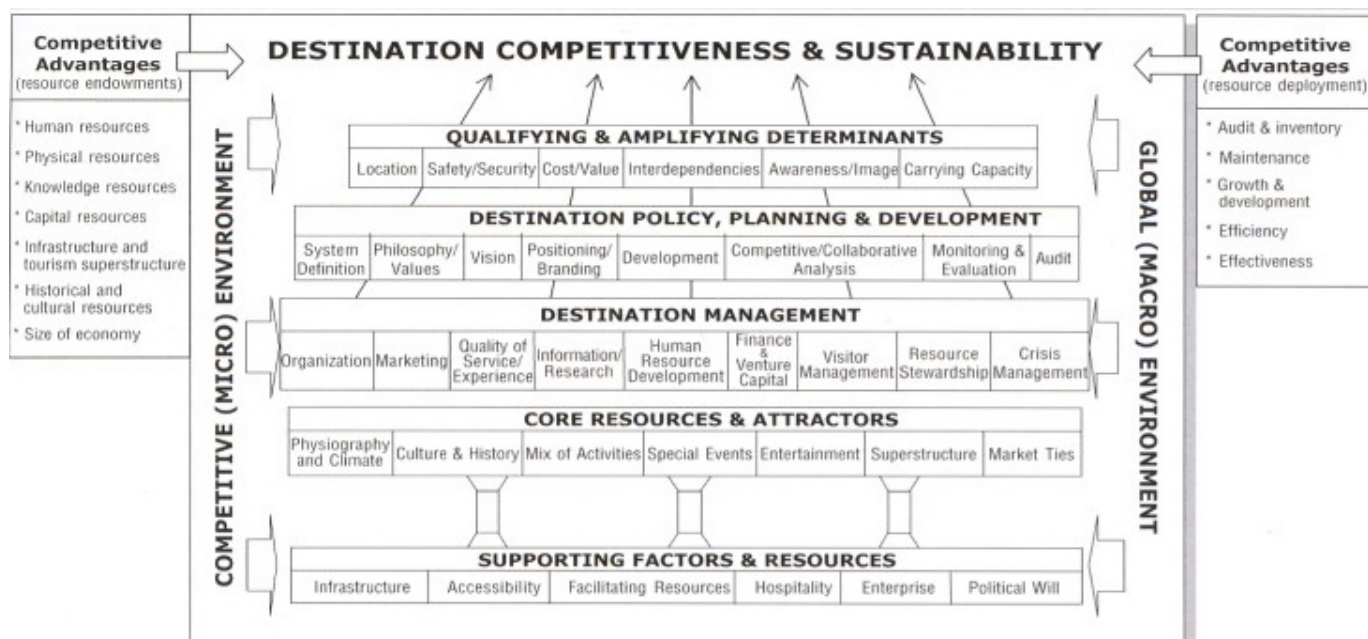 Competitive
Advantages
(resource endowments)
* Human resources
* Physical resources
* Knowledge resources
* Capital resources
* Infrastructure and
tourism superstructure
* Historical and
cultural resources
* Size of economy
COMPETITIVE (MICRO) ENVIRONMENT
DESTINATION COMPETITIVENESS & SUSTAINABILITY
QUALIFYING & AMPLIFYING DETERMINANTS
Location
Safety/Security
Cost/Value
Interdependencies
Awareness/Image
Carrying Capacity
DESTINATION POLICY, PLANNING & DEVELOPMENT
System
Definition
Philosophy/
Values
Vision
Positioning/
Branding
Development
Competitive/Collaborative
Analysis
Monitoring &
Evaluation
Audit
DESTINATION MANAGEMENT
Organization
Marketing
Quality of
Service/
Experience
Information/
Research
Human
Resource
Development
Finance
&
Venture
Capital
Visitor
Management
Resource
Stewardship
Crisis
Management
CORE RESOURCES & ATTRACTORS
Physiography
and Climate
Culture & History
Mix of Activities
Special Events
Entertainment
Superstructure
Market Ties
SUPPORTING FACTORS & RESOURCES
Infrastructure
Accessibility
Facilitating Resources
Hospitality
Enterprise
Political Will
GLOBAL (MACRO) ENVIRONMENT
Competitive
Advantages
(resource deployment)
* Audit & inventory
* Maintenance
* Growth &
development
* Efficiency
* Effectiveness